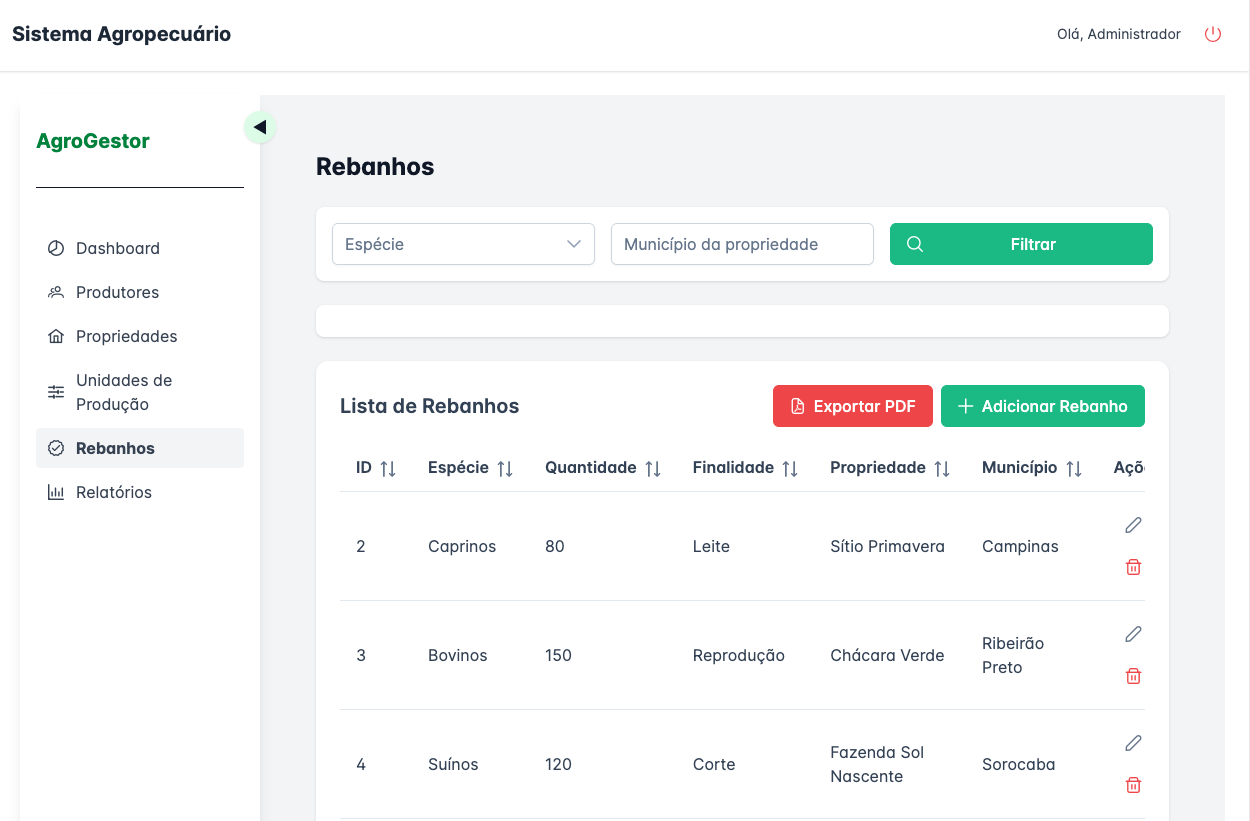 Sistema Agropecuário
Olá, Administrador
AgroGestor
Dashboard
Produtores
Propriedades
Unidades de
Produção
Rebanhos
Relatórios
Rebanhos
Espécie
Município da propriedade
Filtrar
Lista de Rebanhos
Exportar PDF
Adicionar Rebanho
ID Espécie Quantidade Finalidade Propriedade Município
2 Caprinos 80 Leite Sítio Primavera Campinas
3 Bovinos 150 Reprodução Chácara Verde Ribeirão
Preto
4 Suínos 120 Corte Fazenda Sol
Nascente Sorocaba